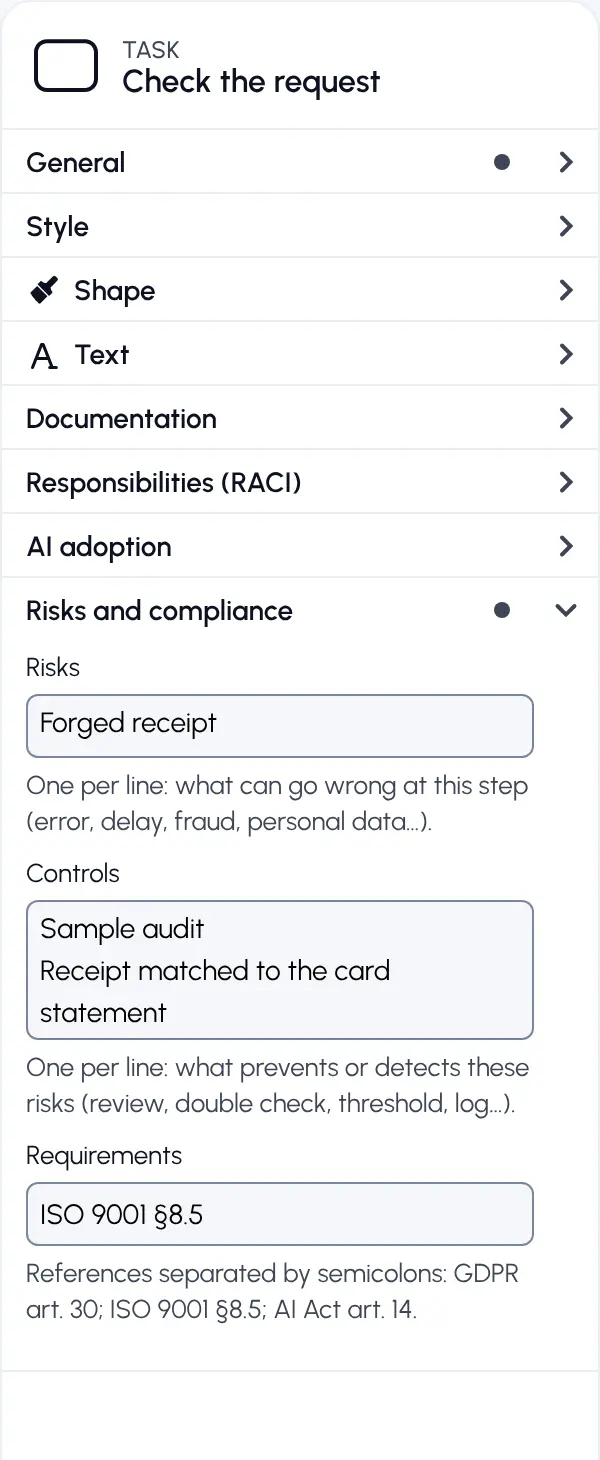 TASK
Check the request
General
Style
Shape
Text
Documentation
Responsibilities (RACI)
AI adoption
Risks and compliance
Risks
Forged receipt
One per line: what can go wrong at this step
(error, delay, fraud, personal data…).
Controls
Sample audit
Receipt matched to the card
statement
One per line: what prevents or detects these
risks (review, double check, threshold, log…).
Requirements
ISO 9001 §8.5
References separated by semicolons: GDPR
art. 30; ISO 9001 §8.5; AI Act art. 14.